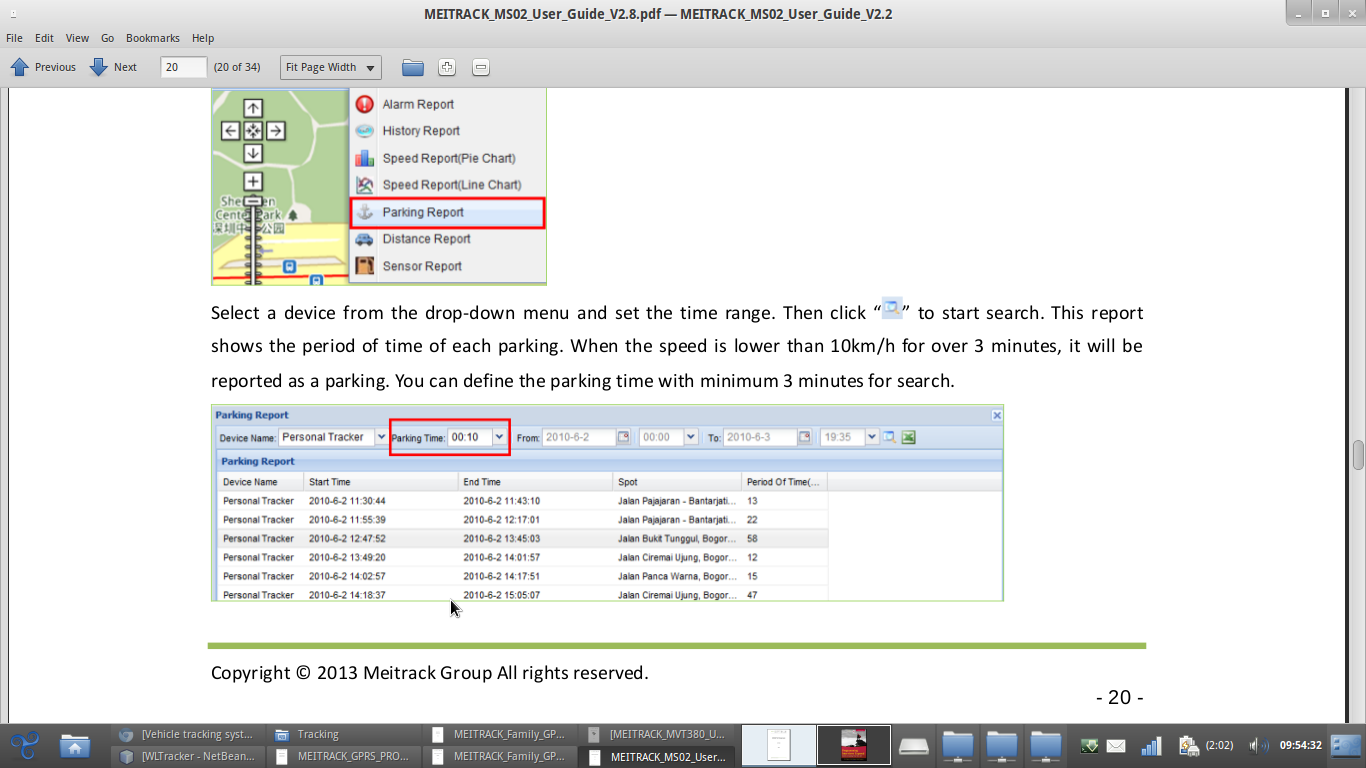 MEITRACK_MS02_User_Guide_V2.8.pdf — MEITRACK_MS02_User_Guide_V2.2
File Edit View Go Bookmarks Help
Previous Next 20 (20 of 34) Fit Page Width
Alarm Report
History Report
Speed Report(Pie Chart)
Speed Report(Line Chart)
Parking Report
Distance Report
Sensor Report
Select a device from the drop-down menu and set the time range. Then click “ ” to start search. This report
shows the period of time of each parking. When the speed is lower than 10km/h for over 3 minutes, it will be
reported as a parking. You can define the parking time with minimum 3 minutes for search.
Parking Report
Device Name: Personal Tracker Parking Time: 00:10 From: 2010-6-2 00:00 To: 2010-6-3 19:35
Parking Report
Device Name Start Time End Time Spot Period Of Time(...
Personal Tracker 2010-6-2 11:30:44 2010-6-2 11:43:10 Jalan Pajajaran - Bantarjati... 13
Personal Tracker 2010-6-2 11:55:39 2010-6-2 12:17:01 Jalan Pajajaran - Bantarjati... 22
Personal Tracker 2010-6-2 12:47:52 2010-6-2 13:45:03 Jalan Bukit Tunggul, Bogor... 58
Personal Tracker 2010-6-2 13:49:20 2010-6-2 14:01:57 Jalan Ciremai Ujung, Bogor... 12
Personal Tracker 2010-6-2 14:02:57 2010-6-2 14:17:51 Jalan Panca Warna, Bogor... 15
Personal Tracker 2010-6-2 14:18:37 2010-6-2 15:05:07 Jalan Ciremai Ujung, Bogor... 47
Copyright © 2013 Meitrack Group All rights reserved.
- 20 -
[Vehicle tracking syst... Tracking MEITRACK_Family_GP... [MEITRACK_MVT380_U...
[WLTracker - NetBean... MEITRACK_GPRS_PRO... MEITRACK_Family_GP... MEITRACK_MS02_User...
(2:02) 09:54:32